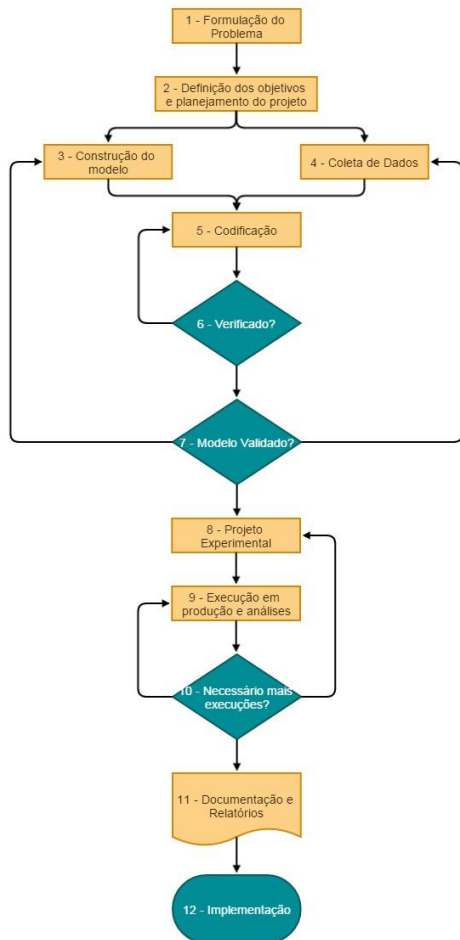 1 - Formulação do
Problema
2 - Definição dos objetivos
e planejamento do projeto
3 - Construção do
modelo
4 - Coleta de Dados
5 - Codificação
6 - Verificado?
7 - Modelo Validado?
8 - Projeto
Experimental
9 - Execução em
produção e análises
10 - Necessário mais
execuções?
11 - Documentação e
Relatórios
12 - Implementação